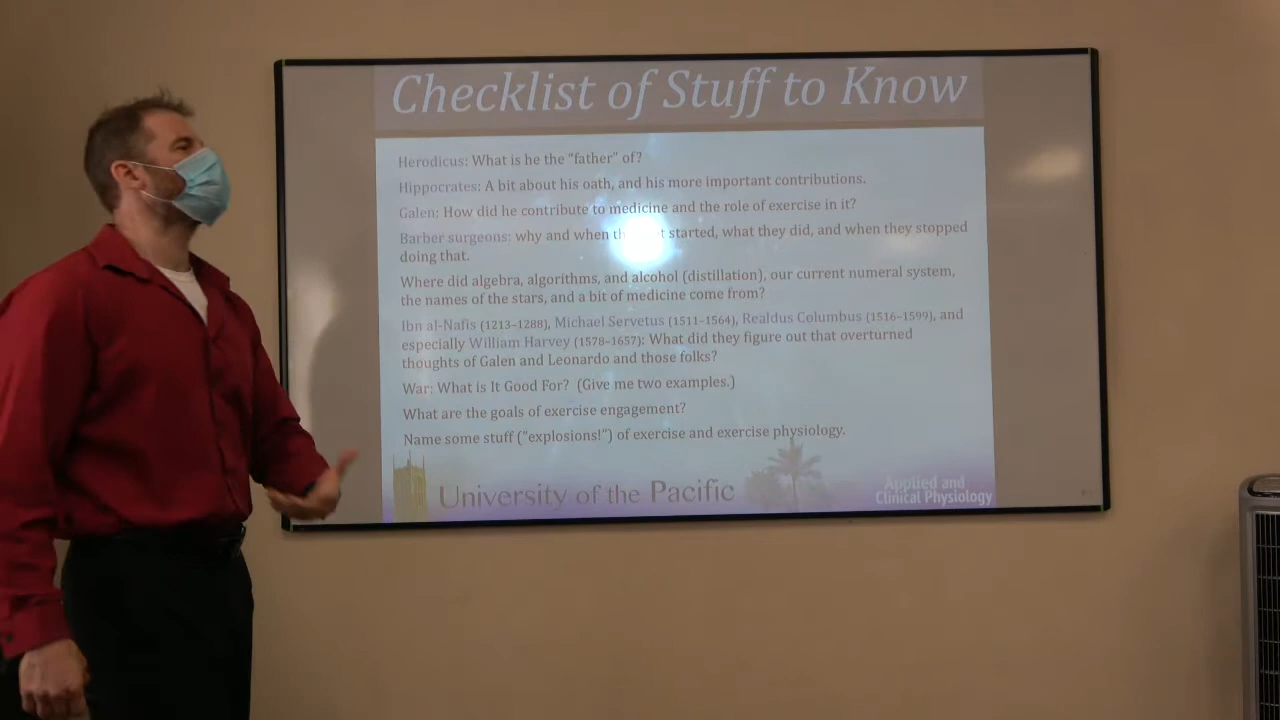 Checklist of Stuff to Know
Herodicus: What is he the “father” of?
Hippocrates: A bit about his oath, and his more important contributions.
Galen: How did he contribute to medicine and the role of exercise in it?
Barber surgeons: why and when started, what they did, and when they stopped
doing that.
Where did algebra, algorithms, and alcohol (distillation), our current numeral system,
the names of the stars, and a bit of medicine come from?
Ibn al-Nafis (1213–1288), Michael Servetus (1511–1564), Realdus Columbus (1516–1599), and
especially William Harvey (1578–1657): What did they figure out that overturned
thoughts of Galen and Leonardo and those folks?
War: What is It Good For? (Give me two examples.)
What are the goals of exercise engagement?
Name some stuff (“explosions!”) of exercise and exercise physiology.
University of the Pacific
Applied and
Clinical Physiology